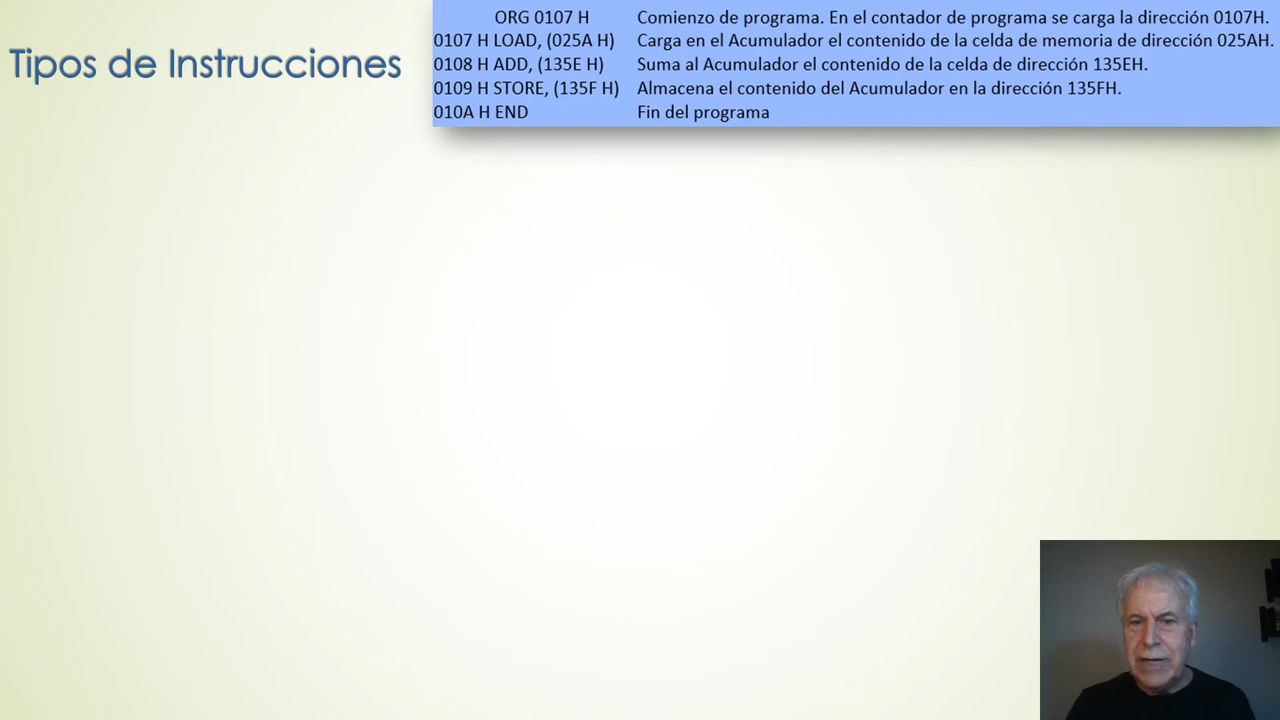 Tipos de Instrucciones
ORG 0107 H Comienzo de programa. En el contador de programa se carga la dirección 0107H.
0107 H LOAD, (025A H) Carga en el Acumulador el contenido de la celda de memoria de dirección 025AH.
0108 H ADD, (135E H) Suma al Acumulador el contenido de la celda de dirección 135EH.
0109 H STORE, (135F H) Almacena el contenido del Acumulador en la dirección 135FH.
010A H END Fin del programa